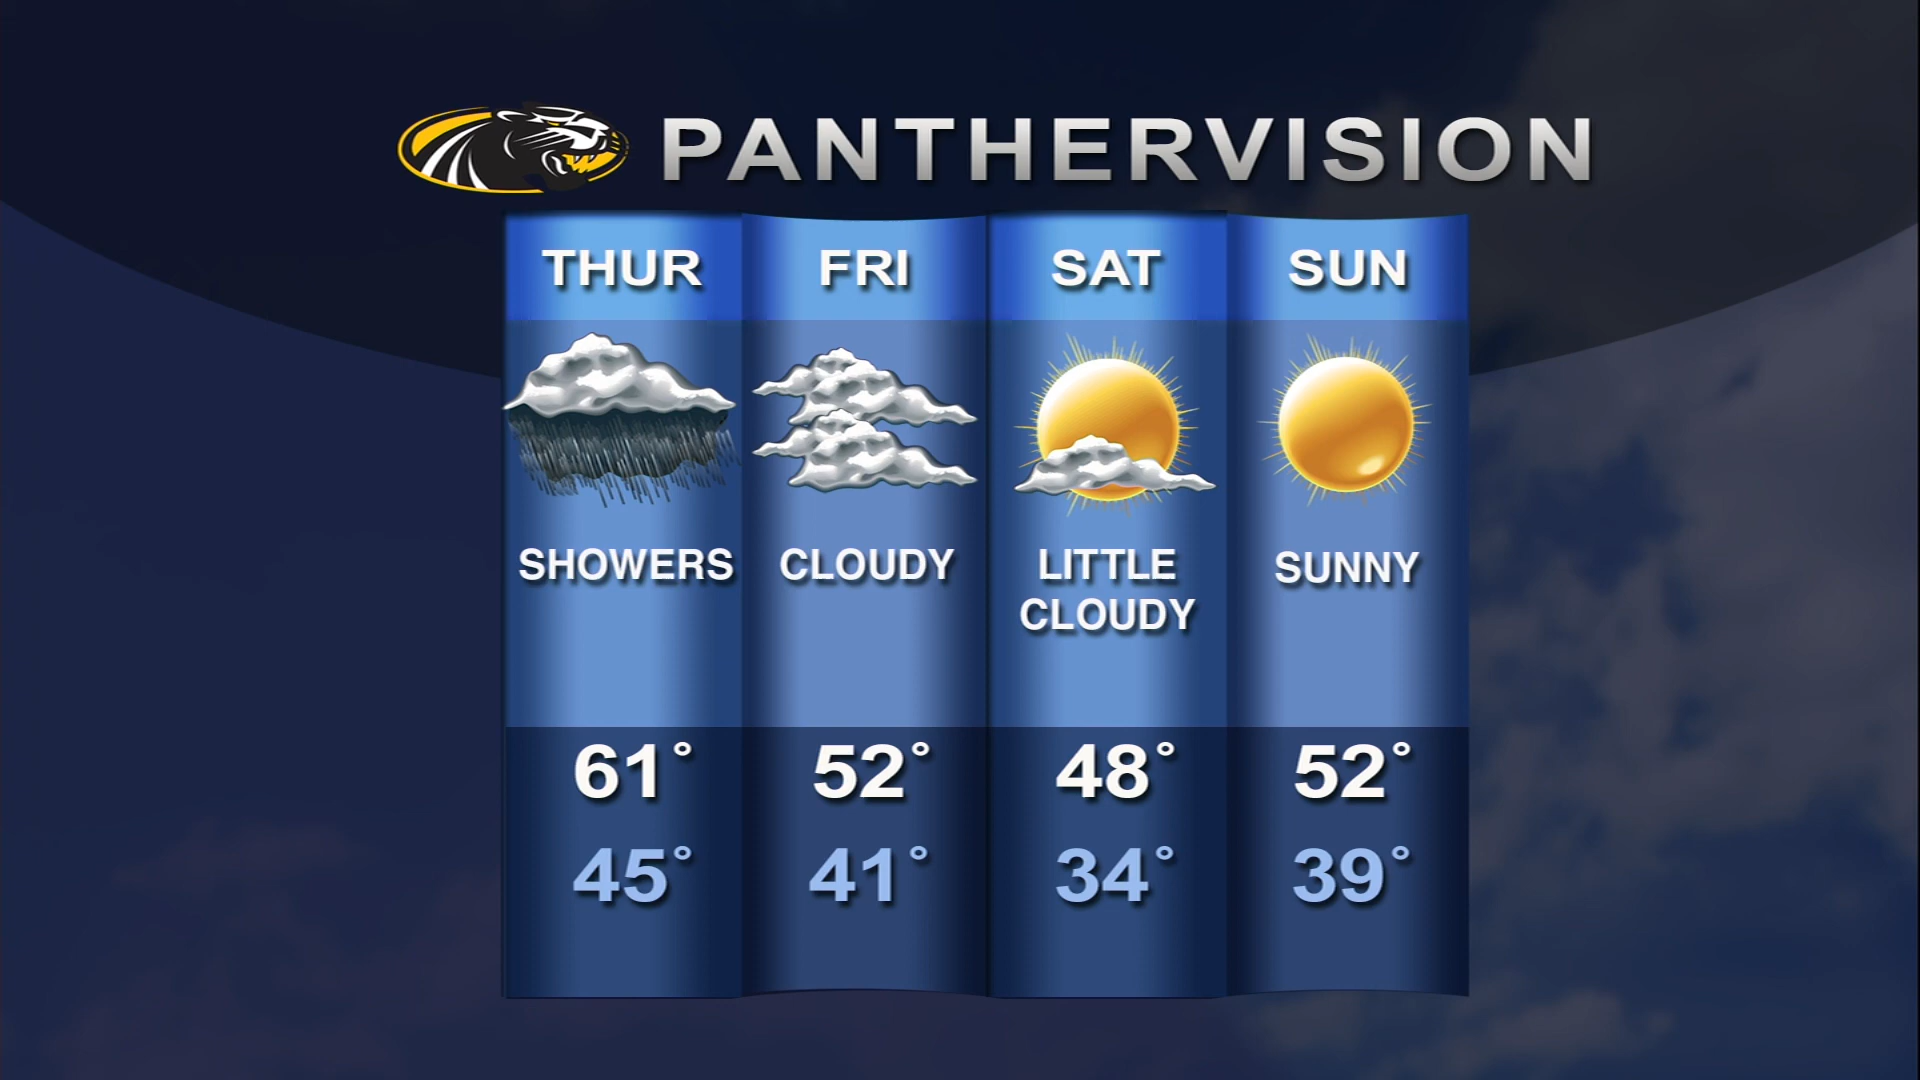 PANTHERVISION
THUR FRI SAT SUN
SHOWERS CLOUDY LITTLE CLOUDY SUNNY
61° 52° 48° 52°
45° 41° 34° 39°